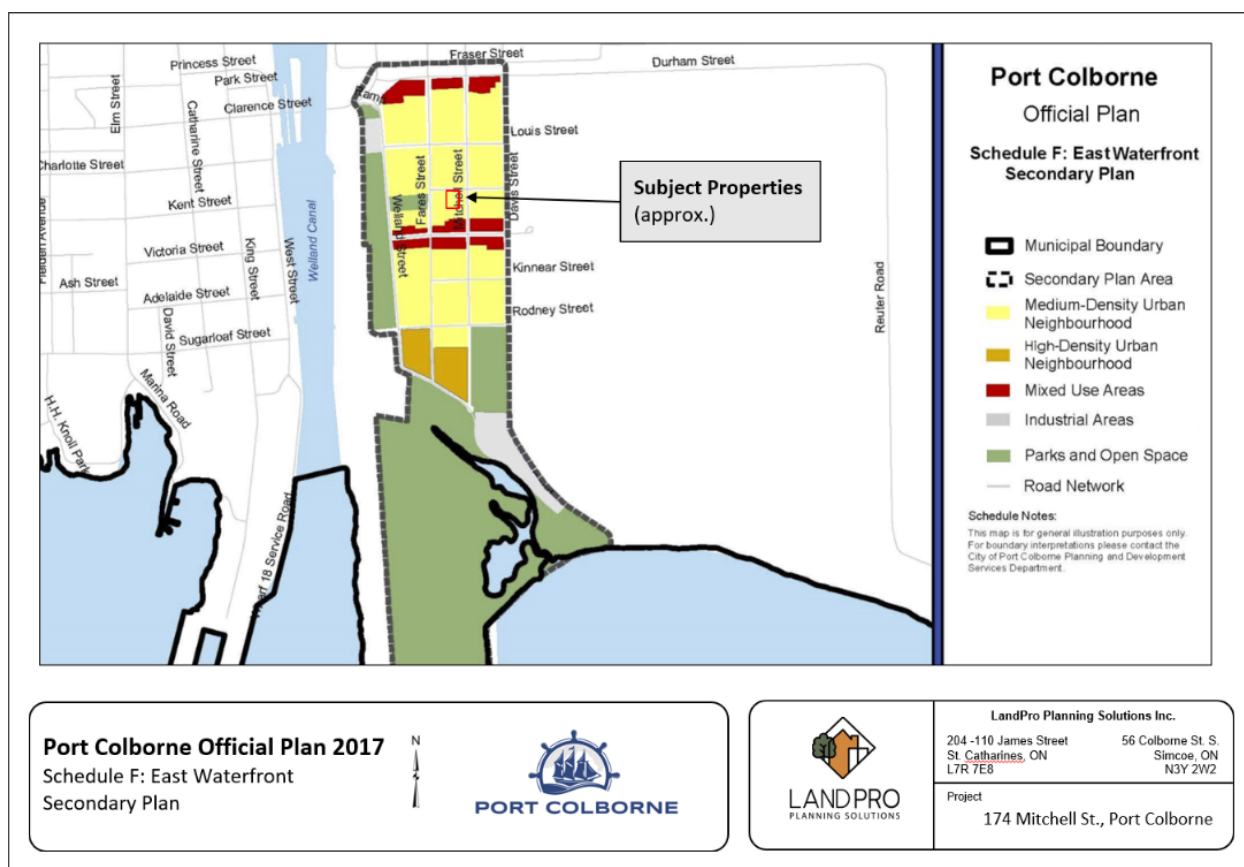 Fraser Street
Durham Street
Princess Street
Park Street
Clarence Street
Elm Street
Catharine Street
Ramp
Louis Street
Charlotte Street
Fares Street
Mitchell Street
Davis Street
Subject Properties
(approx.)
Kent Street
Welland Street
Welland Canal
Victoria Street
King Street
West Street
Kinnear Street
Ash Street
Adelaide Street
Rodney Street
David Street
Sugarloaf Street
Reuter Road
Marina Road
H.H. Knoll Park
Wharf 18 Service Road
Port Colborne
Official Plan
Schedule F: East Waterfront
Secondary Plan
Municipal Boundary
Secondary Plan Area
Medium-Density Urban
Neighbourhood
High-Density Urban
Neighbourhood
Mixed Use Areas
Industrial Areas
Parks and Open Space
Road Network
Schedule Notes:
This map is for general illustration purposes only.
For boundary interpretations please contact the
City of Port Colborne Planning and Development
Services Department.
Port Colborne Official Plan 2017
Schedule F: East Waterfront
Secondary Plan
N
PORT COLBORNE
LANDPRO
PLANNING SOLUTIONS
LandPro Planning Solutions Inc.
204 -110 James Street
St. Catharines, ON
L7R 7E8
56 Colborne St. S.
Simcoe, ON
N3Y 2W2
Project
174 Mitchell St., Port Colborne